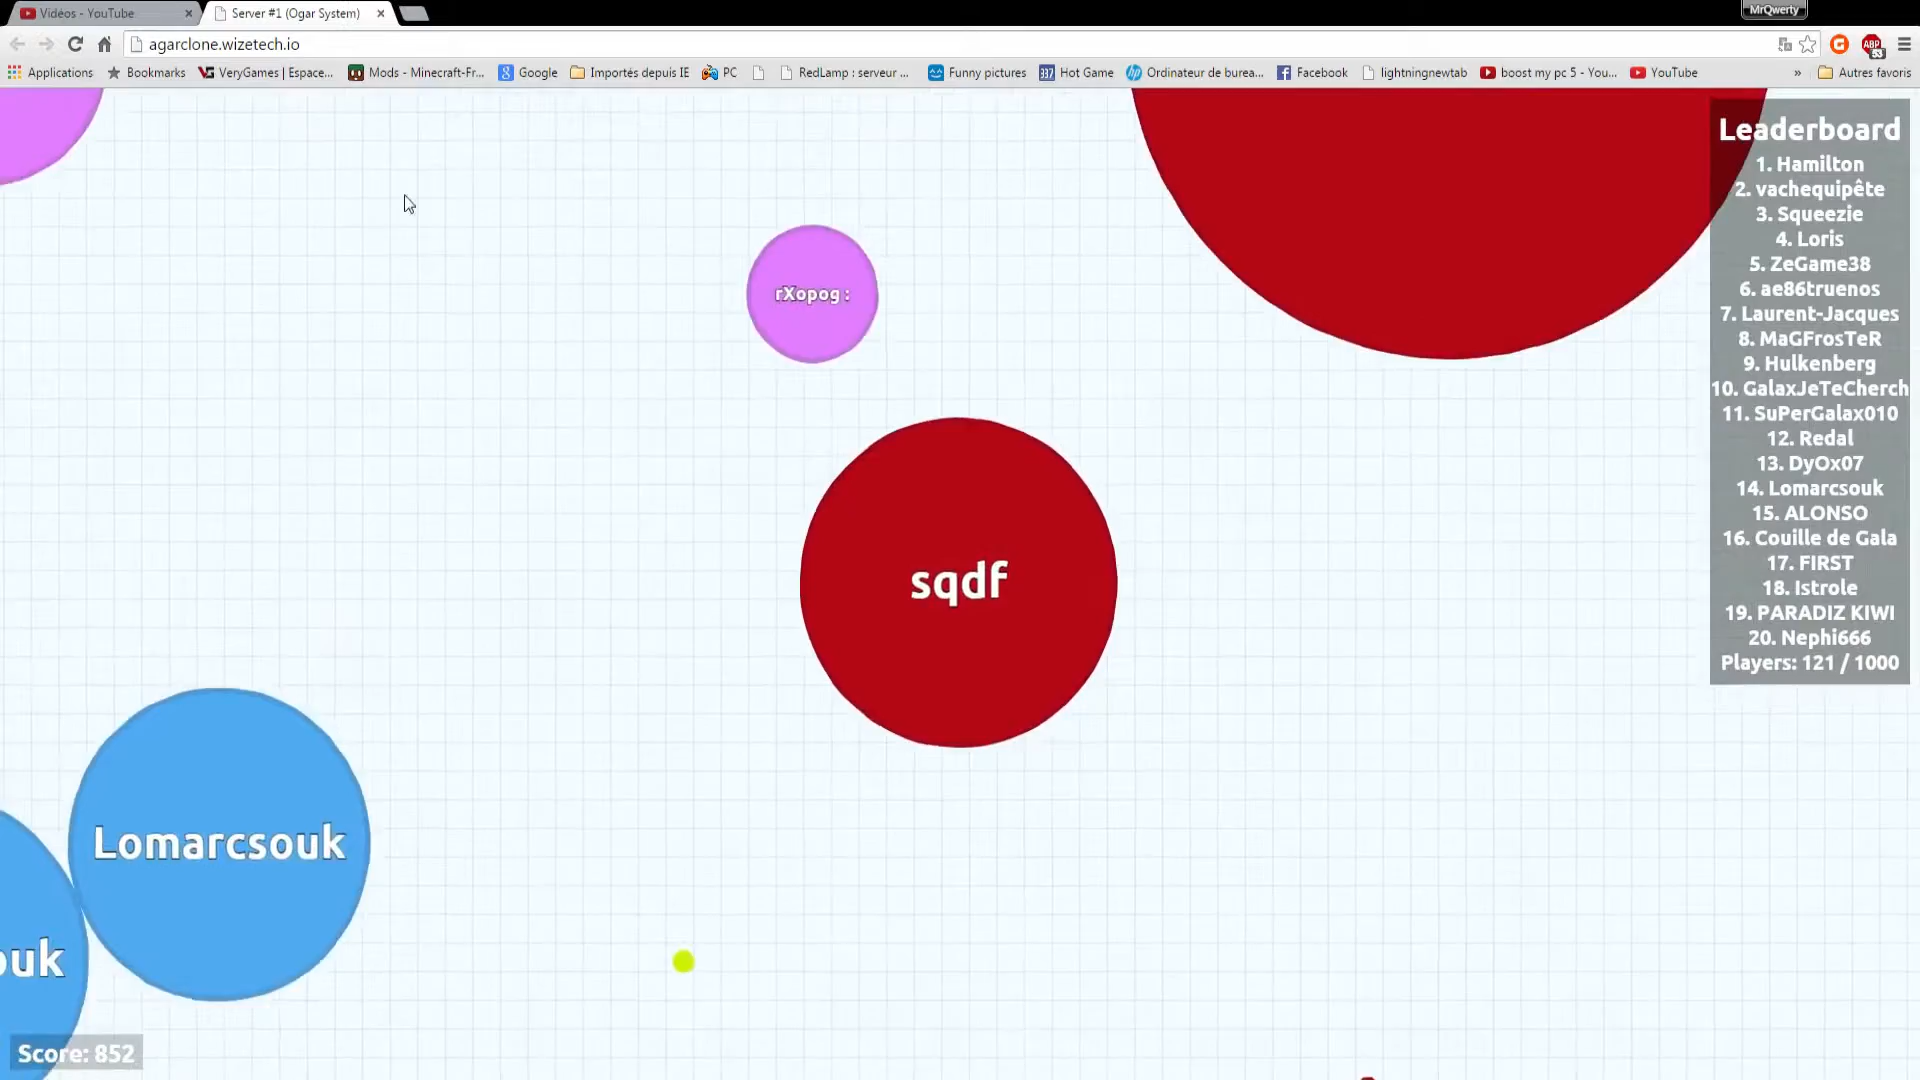 Vidéos - YouTube
Server #1 (Ogar System)
MrQwerty
agarclone.wizetech.io
ABP
53
Applications
Bookmarks
VeryGames | Espace...
Mods - Minecraft-Fr...
Google
Importés depuis IE
PC
RedLamp : serveur ...
Funny pictures
337
Hot Game
Ordinateur de burea...
Facebook
lightningnewtab
boost my pc 5 - You...
YouTube
»
Autres favoris
Leaderboard
1. Hamilton
2. vachequipête
3. Squeezie
4. Loris
5. ZeGame38
6. ae86truenos
7. Laurent-Jacques
8. MaGFrosTeR
9. Hulkenberg
10. GalaxJeTeCherch
11. SuPerGalax010
12. Redal
13. DyOx07
14. Lomarcsouk
15. ALONSO
16. Couille de Gala
17. FIRST
18. Istrole
19. PARADIZ KIWI
20. Nephi666
Players: 121 / 1000
rXopog :
sqdf
Lomarcsouk
ouk
Score: 852